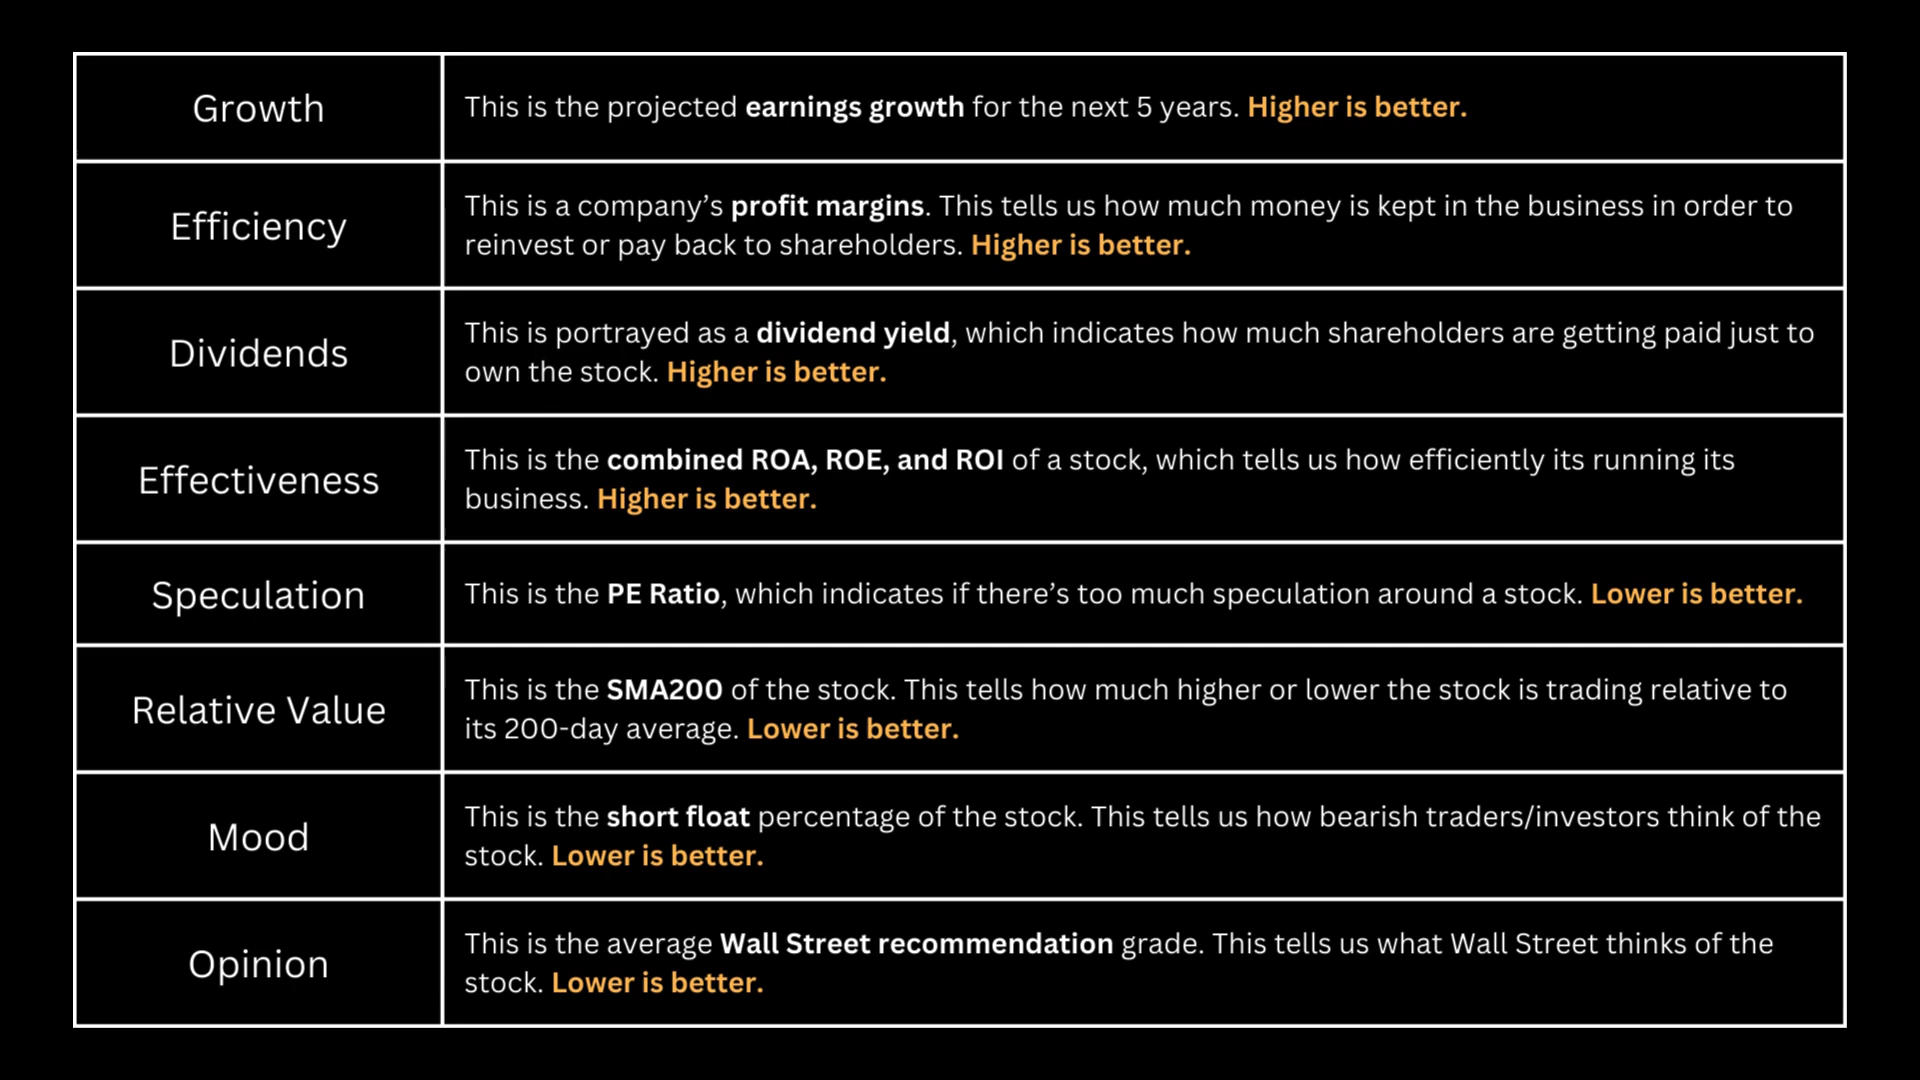 Growth
This is the projected earnings growth for the next 5 years. Higher is better.
Efficiency
This is a company’s profit margins. This tells us how much money is kept in the business in order to
reinvest or pay back to shareholders. Higher is better.
Dividends
This is portrayed as a dividend yield, which indicates how much shareholders are getting paid just to
own the stock. Higher is better.
Effectiveness
This is the combined ROA, ROE, and ROI of a stock, which tells us how efficiently its running its
business. Higher is better.
Speculation
This is the PE Ratio, which indicates if there’s too much speculation around a stock. Lower is better.
Relative Value
This is the SMA200 of the stock. This tells how much higher or lower the stock is trading relative to
its 200-day average. Lower is better.
Mood
This is the short float percentage of the stock. This tells us how bearish traders/investors think of the
stock. Lower is better.
Opinion
This is the average Wall Street recommendation grade. This tells us what Wall Street thinks of the
stock. Lower is better.